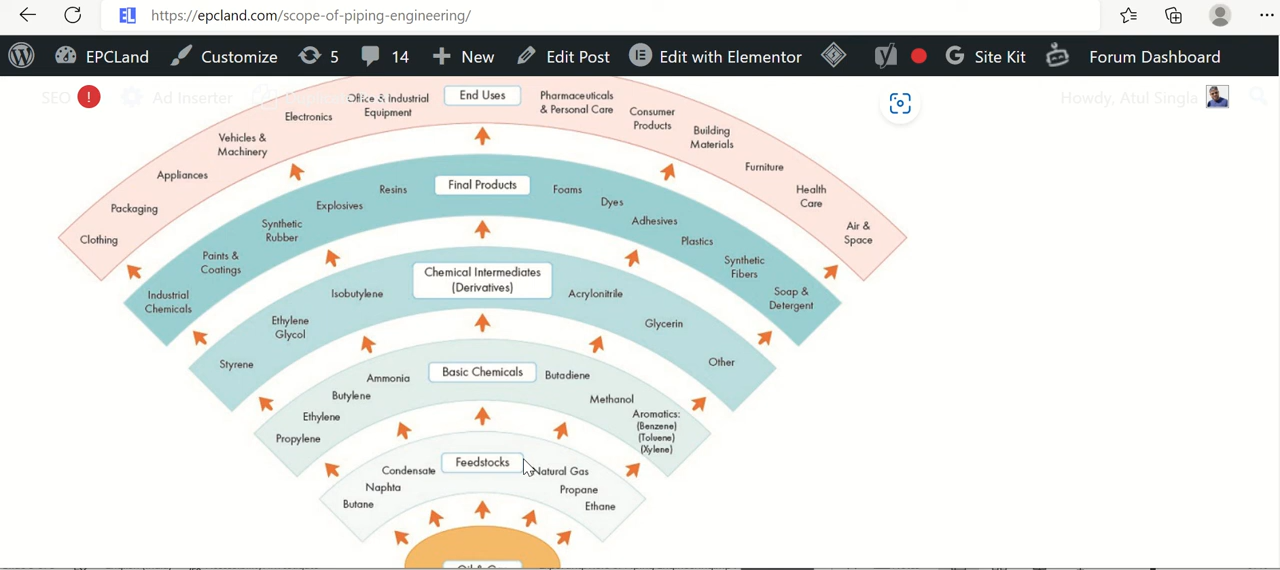 https://epcland.com/scope-of-piping-engineering/
EPCLand
Customize
5
14
New
Edit Post
Edit with Elementor
Site Kit
Forum Dashboard
SEO
!
Ad Inserter
Howdy, Atul Singla
End Uses
Clothing
Packaging
Appliances
Vehicles &
Machinery
Electronics
Office & Industrial
Equipment
Pharmaceuticals
& Personal Care
Consumer
Products
Building
Materials
Furniture
Health
Care
Air &
Space
Final Products
Industrial
Chemicals
Paints &
Coatings
Synthetic
Rubber
Explosives
Resins
Foams
Dyes
Adhesives
Plastics
Synthetic
Fibers
Soap &
Detergent
Chemical Intermediates
(Derivatives)
Styrene
Ethylene
Glycol
Isobutylene
Acrylonitrile
Glycerin
Other
Basic Chemicals
Propylene
Ethylene
Butylene
Ammonia
Butadiene
Methanol
Aromatics:
(Benzene)
(Toluene)
(Xylene)
Feedstocks
Butane
Naphta
Condensate
Natural Gas
Propane
Ethane